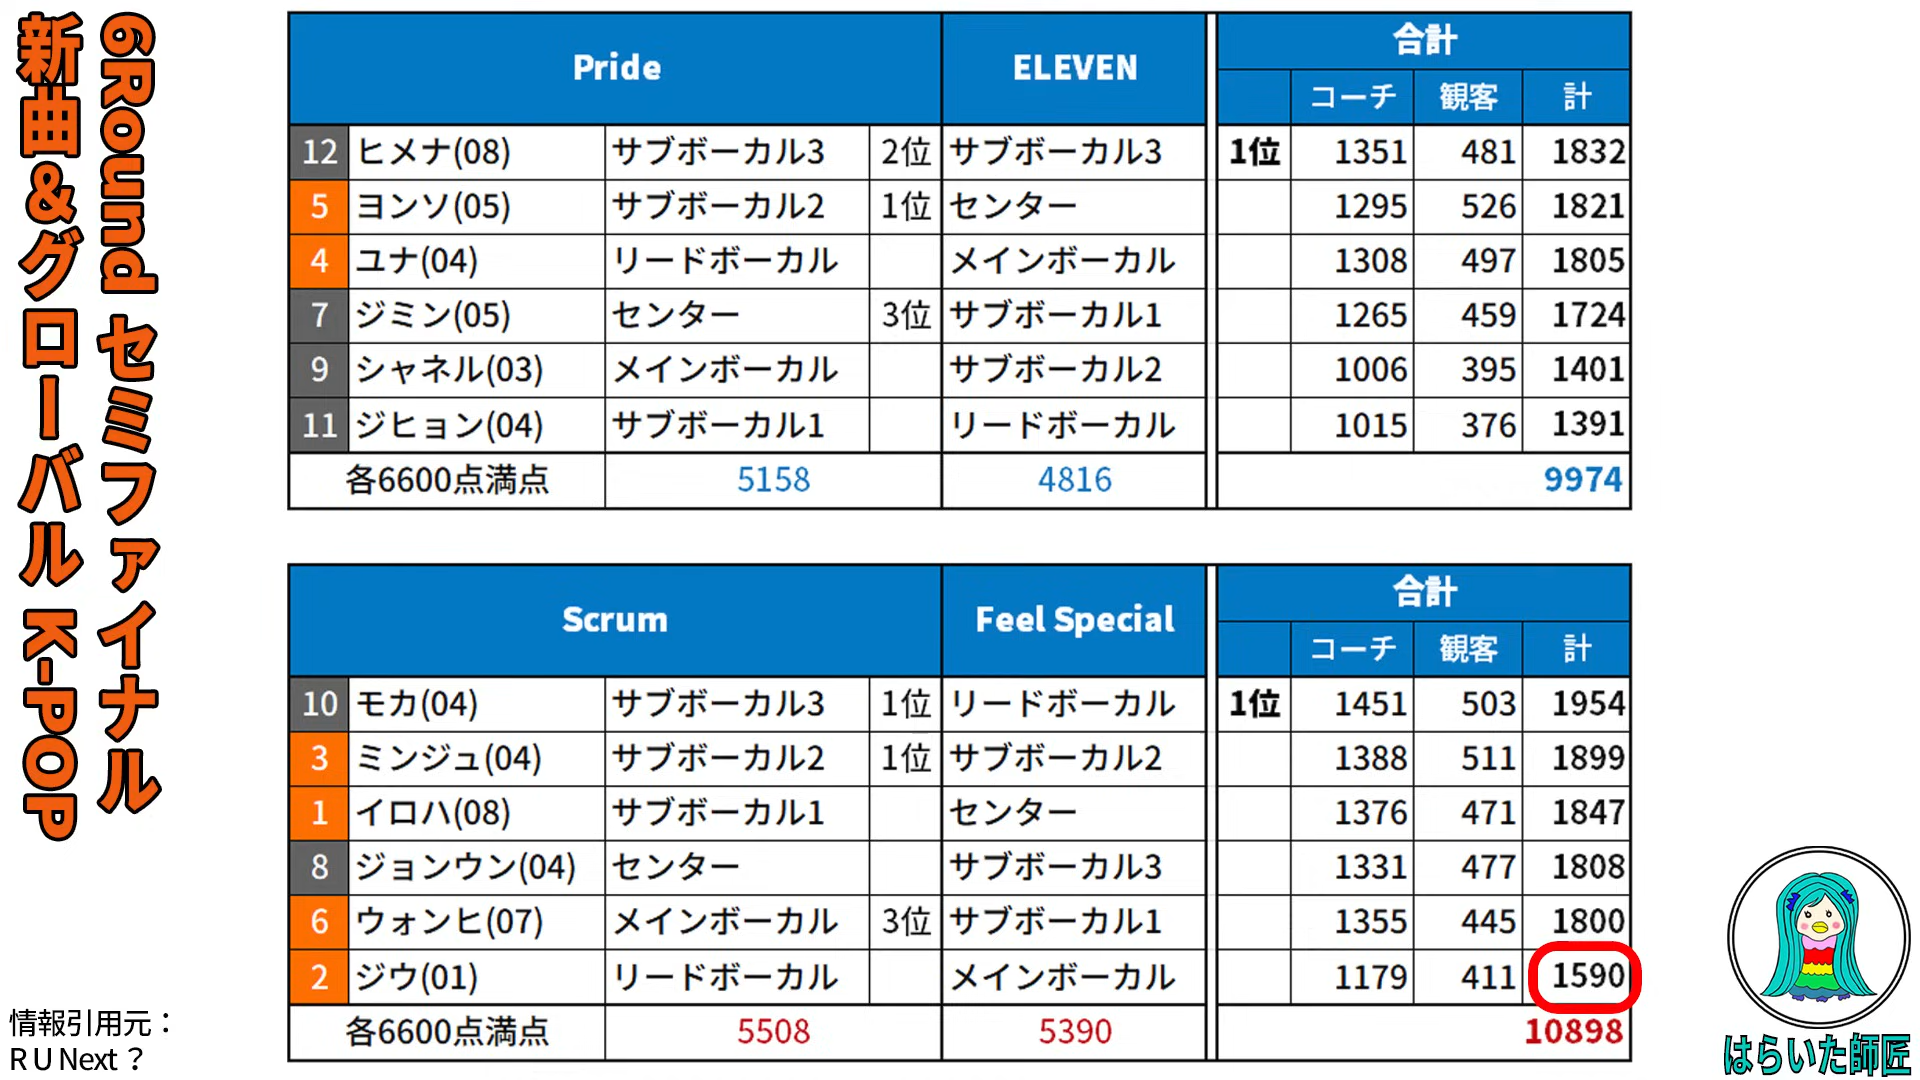 6Round セミファイナル
新曲&グローバル K-POP
Pride ELEVEN 合計
コーチ 観客 計
12 ヒメナ(08) サブボーカル3 2位 サブボーカル3 1位 1351 481 1832
5 ヨンソ(05) サブボーカル2 1位 センター 1295 526 1821
4 ユナ(04) リードボーカル メインボーカル 1308 497 1805
7 ジミン(05) センター 3位 サブボーカル1 1265 459 1724
9 シャネル(03) メインボーカル サブボーカル2 1006 395 1401
11 ジヒョン(04) サブボーカル1 リードボーカル 1015 376 1391
各6600点満点 5158 4816 9974
Scrum Feel Special 合計
コーチ 観客 計
10 モカ(04) サブボーカル3 1位 リードボーカル 1位 1451 503 1954
3 ミンジュ(04) サブボーカル2 1位 サブボーカル2 1388 511 1899
1 イロハ(08) サブボーカル1 センター 1376 471 1847
8 ジョンウン(04) センター サブボーカル3 1331 477 1808
6 ウォンヒ(07) メインボーカル 3位 サブボーカル1 1355 445 1800
2 ジウ(01) リードボーカル メインボーカル 1179 411 1590
各6600点満点 5508 5390 10898
情報引用元：
R U Next ？
はらいた師匠